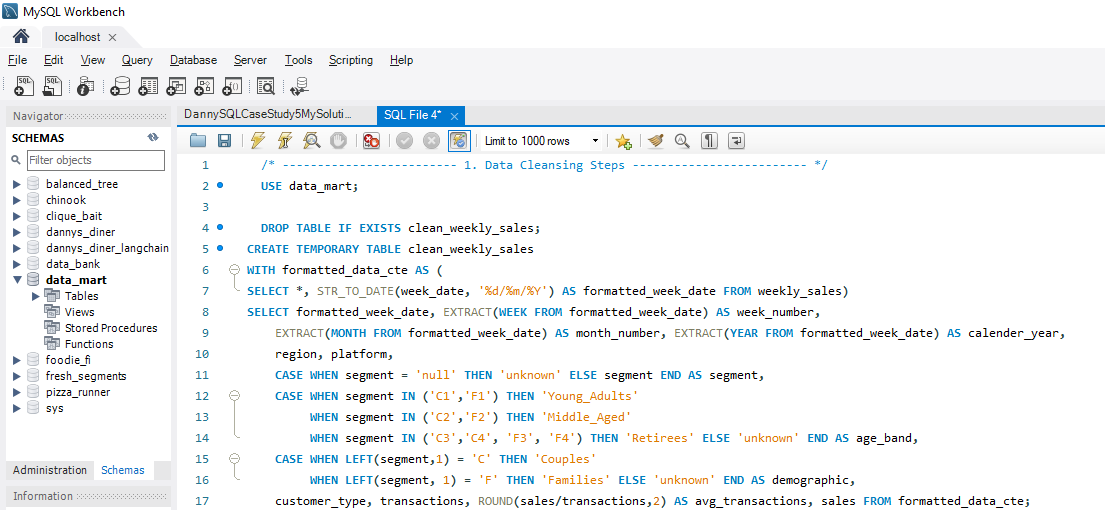 MySQL Workbench
localhost
File Edit View Query Database Server Tools Scripting Help
Navigator
SCHEMAS
Filter objects
balanced_tree
chinook
clique_bait
dannys_diner
dannys_diner_langchain
data_bank
data_mart
Tables
Views
Stored Procedures
Functions
foodie_fi
fresh_segments
pizza_runner
sys
Administration Schemas
Information
DannySQLCaseStudy5MySoluti... SQL File 4*
Limit to 1000 rows
1 /* ------------------------- 1. Data Cleansing Steps ------------------------- */
2 USE data_mart;
3
4 DROP TABLE IF EXISTS clean_weekly_sales;
5 CREATE TEMPORARY TABLE clean_weekly_sales
6 WITH formatted_data_cte AS (
7 SELECT *, STR_TO_DATE(week_date, '%d/%m/%Y') AS formatted_week_date FROM weekly_sales)
8 SELECT formatted_week_date, EXTRACT(WEEK FROM formatted_week_date) AS week_number,
9 EXTRACT(MONTH FROM formatted_week_date) AS month_number, EXTRACT(YEAR FROM formatted_week_date) AS calender_year,
10 region, platform,
11 CASE WHEN segment = 'null' THEN 'unknown' ELSE segment END AS segment,
12 CASE WHEN segment IN ('C1','F1') THEN 'Young_Adults'
13 WHEN segment IN ('C2','F2') THEN 'Middle_Aged'
14 WHEN segment IN ('C3','C4', 'F3', 'F4') THEN 'Retirees' ELSE 'unknown' END AS age_band,
15 CASE WHEN LEFT(segment,1) = 'C' THEN 'Couples'
16 WHEN LEFT(segment, 1) = 'F' THEN 'Families' ELSE 'unknown' END AS demographic,
17 customer_type, transactions, ROUND(sales/transactions,2) AS avg_transactions, sales FROM formatted_data_cte;